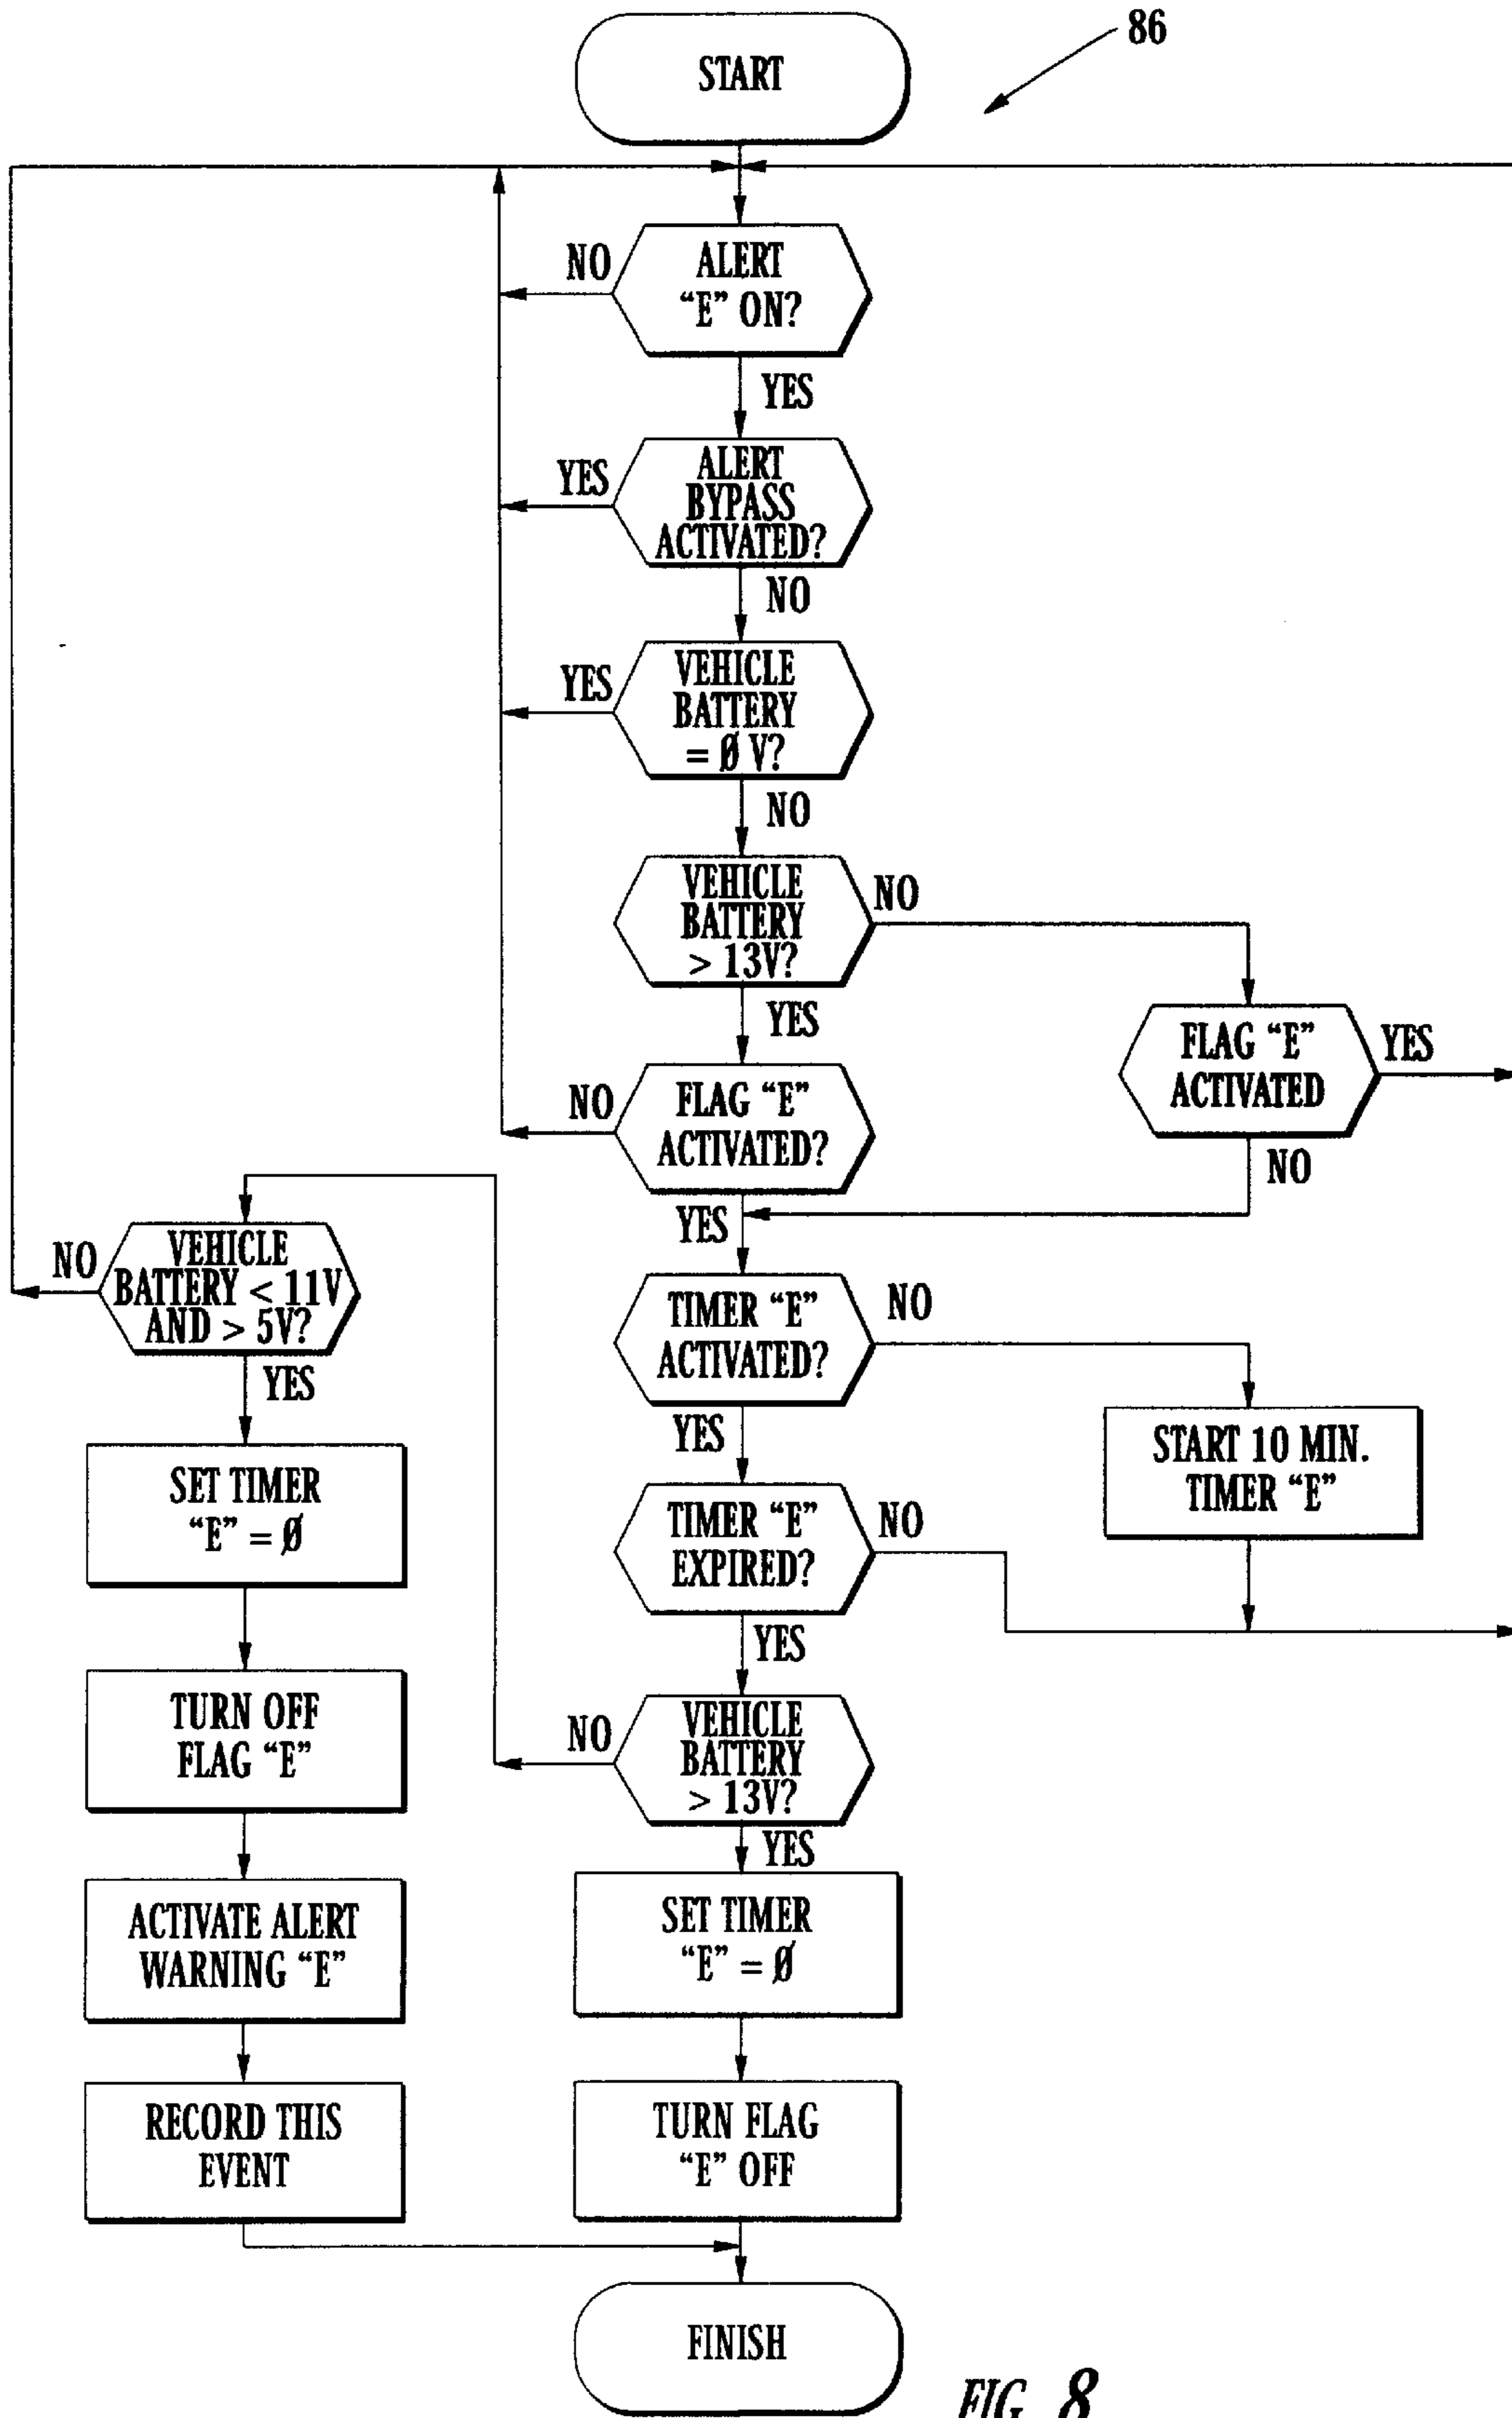 86
START
ALERT
“E” ON?
NO
YES
ALERT
BYPASS
ACTIVATED?
YES
NO
VEHICLE
BATTERY
= Ø V?
YES
NO
VEHICLE
BATTERY
> 13V?
NO
YES
FLAG “E”
ACTIVATED
YES
NO
FLAG “E”
ACTIVATED?
NO
YES
TIMER “E”
ACTIVATED?
NO
YES
START 10 MIN.
TIMER “E”
TIMER “E”
EXPIRED?
NO
YES
VEHICLE
BATTERY
> 13V?
NO
YES
SET TIMER
“E” = Ø
TURN FLAG
“E” OFF
VEHICLE
BATTERY < 11V
AND > 5V?
NO
YES
SET TIMER
“E” = Ø
TURN OFF
FLAG “E”
ACTIVATE ALERT
WARNING “E”
RECORD THIS
EVENT
FINISH
FIG. 8